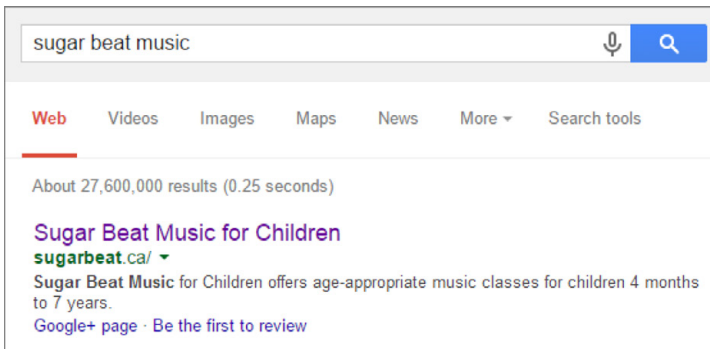 sugar beat music
Web Videos Images Maps News More Search tools
About 27,600,000 results (0.25 seconds)
Sugar Beat Music for Children
sugarbeat.ca/
Sugar Beat Music for Children offers age-appropriate music classes for children 4 months
to 7 years.
Google+ page · Be the first to review